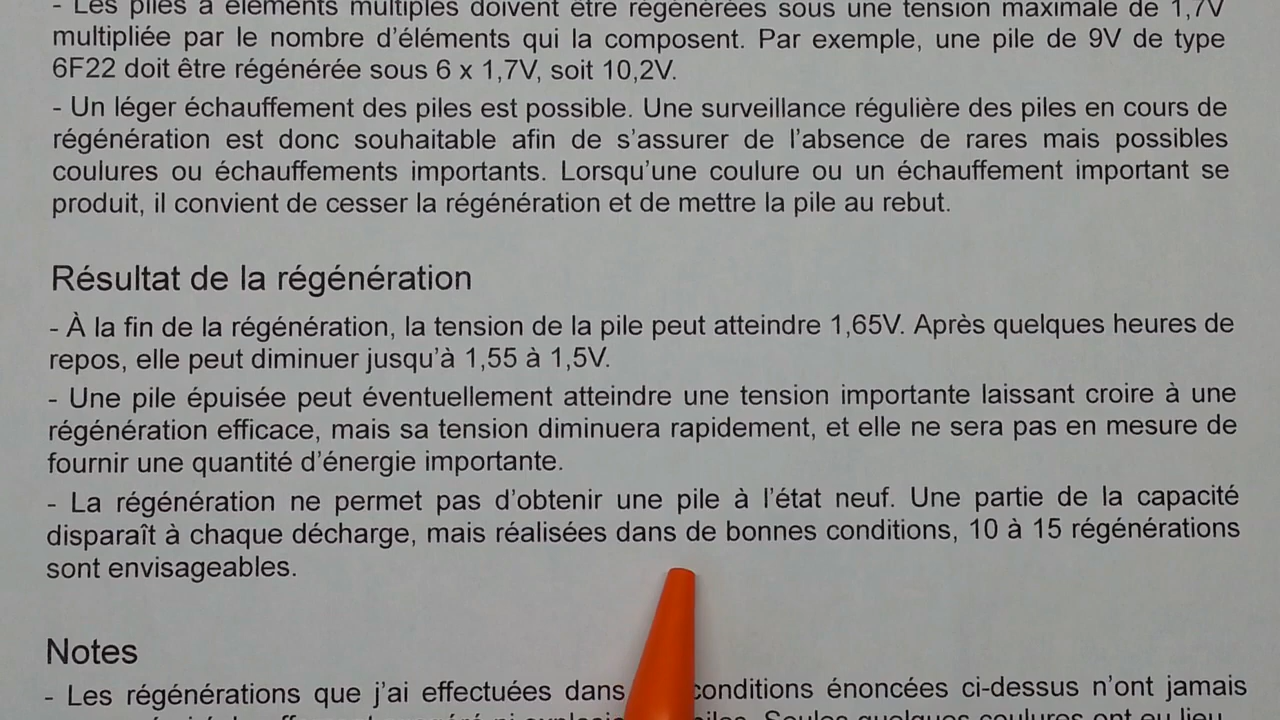 - Les piles à éléments multiples doivent être régénérées sous une tension maximale de 1,7V
multipliée par le nombre d’éléments qui la composent. Par exemple, une pile de 9V de type
6F22 doit être régénérée sous 6 x 1,7V, soit 10,2V.
- Un léger échauffement des piles est possible. Une surveillance régulière des piles en cours de
régénération est donc souhaitable afin de s’assurer de l’absence de rares mais possibles
coulures ou échauffements importants. Lorsqu’une coulure ou un échauffement important se
produit, il convient de cesser la régénération et de mettre la pile au rebut.
Résultat de la régénération
- À la fin de la régénération, la tension de la pile peut atteindre 1,65V. Après quelques heures de
repos, elle peut diminuer jusqu’à 1,55 à 1,5V.
- Une pile épuisée peut éventuellement atteindre une tension importante laissant croire à une
régénération efficace, mais sa tension diminuera rapidement, et elle ne sera pas en mesure de
fournir une quantité d’énergie importante.
- La régénération ne permet pas d’obtenir une pile à l’état neuf. Une partie de la capacité
disparaît à chaque décharge, mais réalisées dans de bonnes conditions, 10 à 15 régénérations
sont envisageables.
Notes
- Les régénérations que j’ai effectuées dans conditions énoncées ci-dessus n’ont jamais